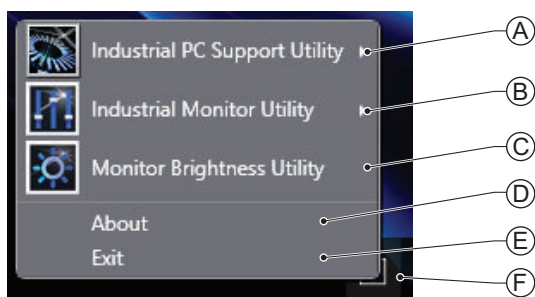 Industrial PC Support Utility
A
Industrial Monitor Utility
B
Monitor Brightness Utility
C
About
D
Exit
E
F